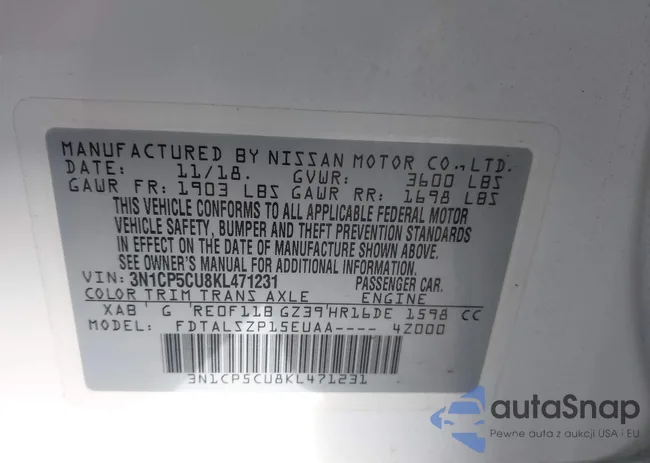 MANUFACTURED BY NISSAN MOTOR CO., LTD.
DATE: 11/18. GVWR: 3600 LBS
GAWR FR: 1903 LBS GAWR RR: 1698 LBS
THIS VEHICLE CONFORMS TO ALL APPLICABLE FEDERAL MOTOR
VEHICLE SAFETY, BUMPER AND THEFT PREVENTION STANDARDS
IN EFFECT ON THE DATE OF MANUFACTURE SHOWN ABOVE.
SEE OWNER'S MANUAL FOR ADDITIONAL INFORMATION
VIN: 3N1CP5CU8KL471231 PASSENGER CAR.
COLOR TRIM TRANS AXLE ENGINE
XAB G RE0F11B GZ39 HR16DE 1598 CC
MODEL: FDTALSZP15EUAA---- 4Z000
3N1CP5CU8KL471231
autaSnap
Pewne auta z aukcji USA i EU